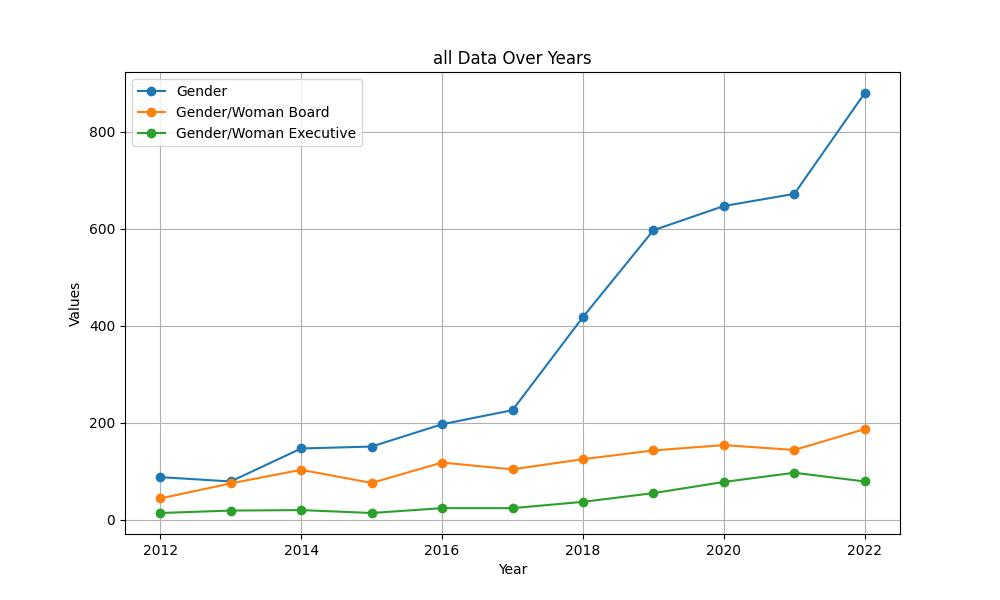 all Data Over Years
Gender
Gender/Woman Board
Gender/Woman Executive
800
600
400
200
0
Values
2012
2014
2016
2018
2020
2022
Year